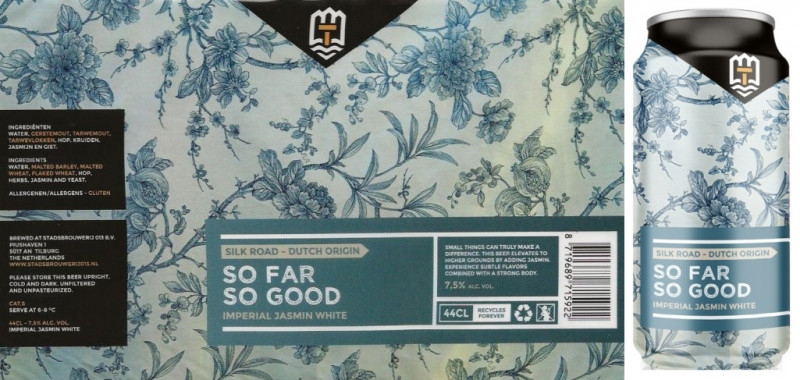 INGREDIËNTEN
WATER, GERSTEMOUT, TARWEMOUT,
TARWEVLOKKEN, HOP, KRUIDEN,
JASMIJN EN GIST.
INGREDIENTS
WATER, MALTED BARLEY, MALTED
WHEAT, FLAKED WHEAT, HOP,
HERBS, JASMIN AND YEAST.
ALLERGENEN/ALLERGENS - GLUTEN
BREWED AT STADSBROUWERIJ 013 B.V.
PIUSHAVEN 1
5017 AN TILBURG
THE NETHERLANDS
WWW.STADSBROUWERIJ013.NL
PLEASE STORE THIS BEER UPRIGHT,
COLD AND DARK. UNFILTERED
AND UNPASTEURIZED.
CAT.S
SERVE AT 6-8 °C
44CL - 7,5% ALC. VOL.
IMPERIAL JASMIN WHITE
SILK ROAD - DUTCH ORIGIN
SO FAR
SO GOOD
IMPERIAL JASMIN WHITE
SMALL THINGS CAN TRULY MAKE A
DIFFERENCE. THIS BEER ELEVATES TO
HIGHER GROUNDS BY ADDING JASMIN.
EXPERIENCE SUBTLE FLAVORS
COMBINED WITH A STRONG BODY.
7,5% ALC. VOL.
44CL
RECYCLES
FOREVER
8 719689 715922
SILK ROAD - DUTCH ORIGIN
SO FAR
SO GOOD
IMPERIAL JASMIN WHITE